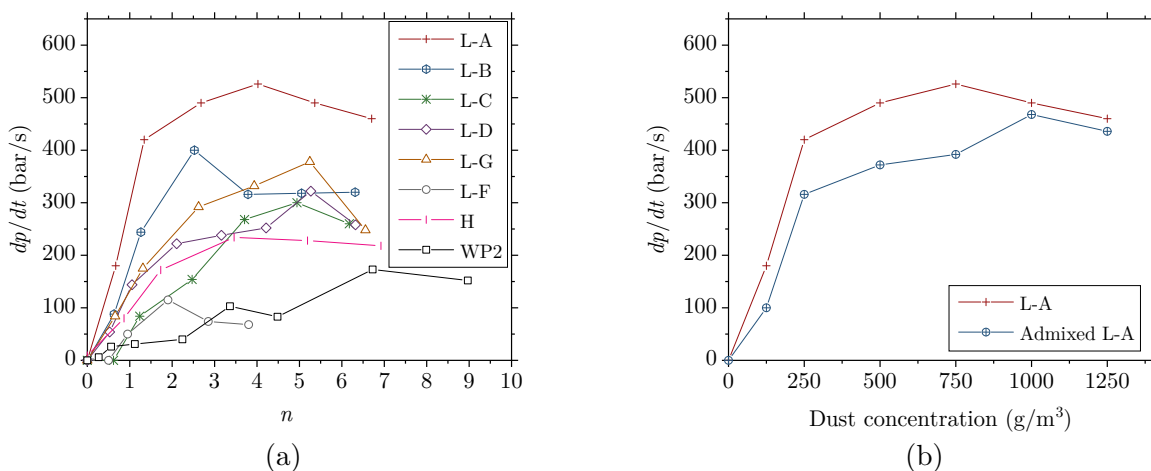 600
500
400
300
200
100
0
dp/dt (bar/s)
0 1 2 3 4 5 6 7 8 9 10
n
L-A
L-B
L-C
L-D
L-G
L-F
H
WP2
(a)
600
500
400
300
200
100
0
dp/dt (bar/s)
0 250 500 750 1000 1250
Dust concentration (g/m³)
L-A
Admixed L-A
(b)